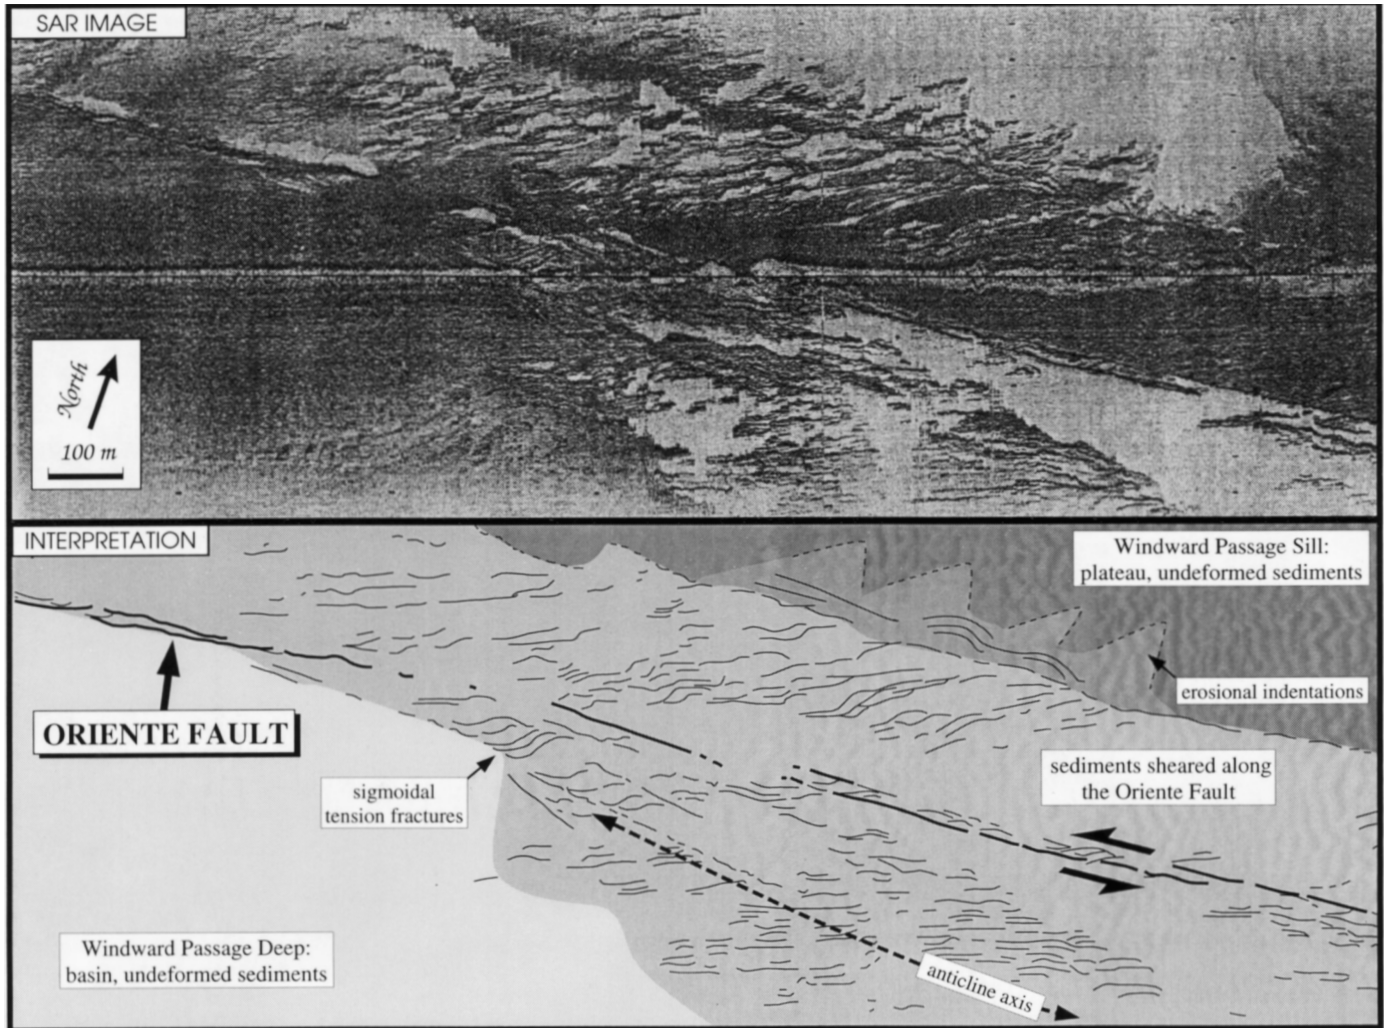 SAR IMAGE
North
100 m
INTERPRETATION
Windward Passage Sill:
plateau, undeformed sediments
erosional indentations
ORIENTE FAULT
sediments sheared along
the Oriente Fault
sigmoidal
tension fractures
Windward Passage Deep:
basin, undeformed sediments
anticline axis